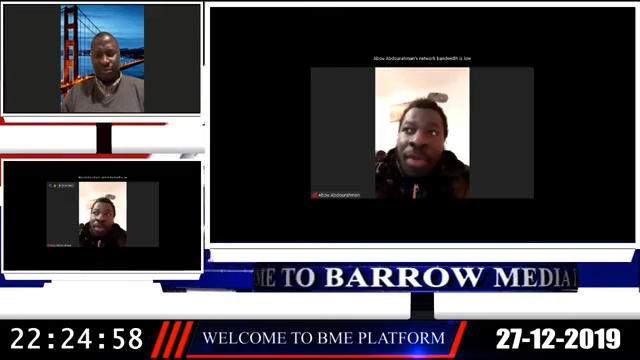 Abou Abdourahman's network bandwidth is low
Abou Abdourahman
ME TO BARROW MEDIA
22:24:58
WELCOME TO BME PLATFORM
27-12-2019